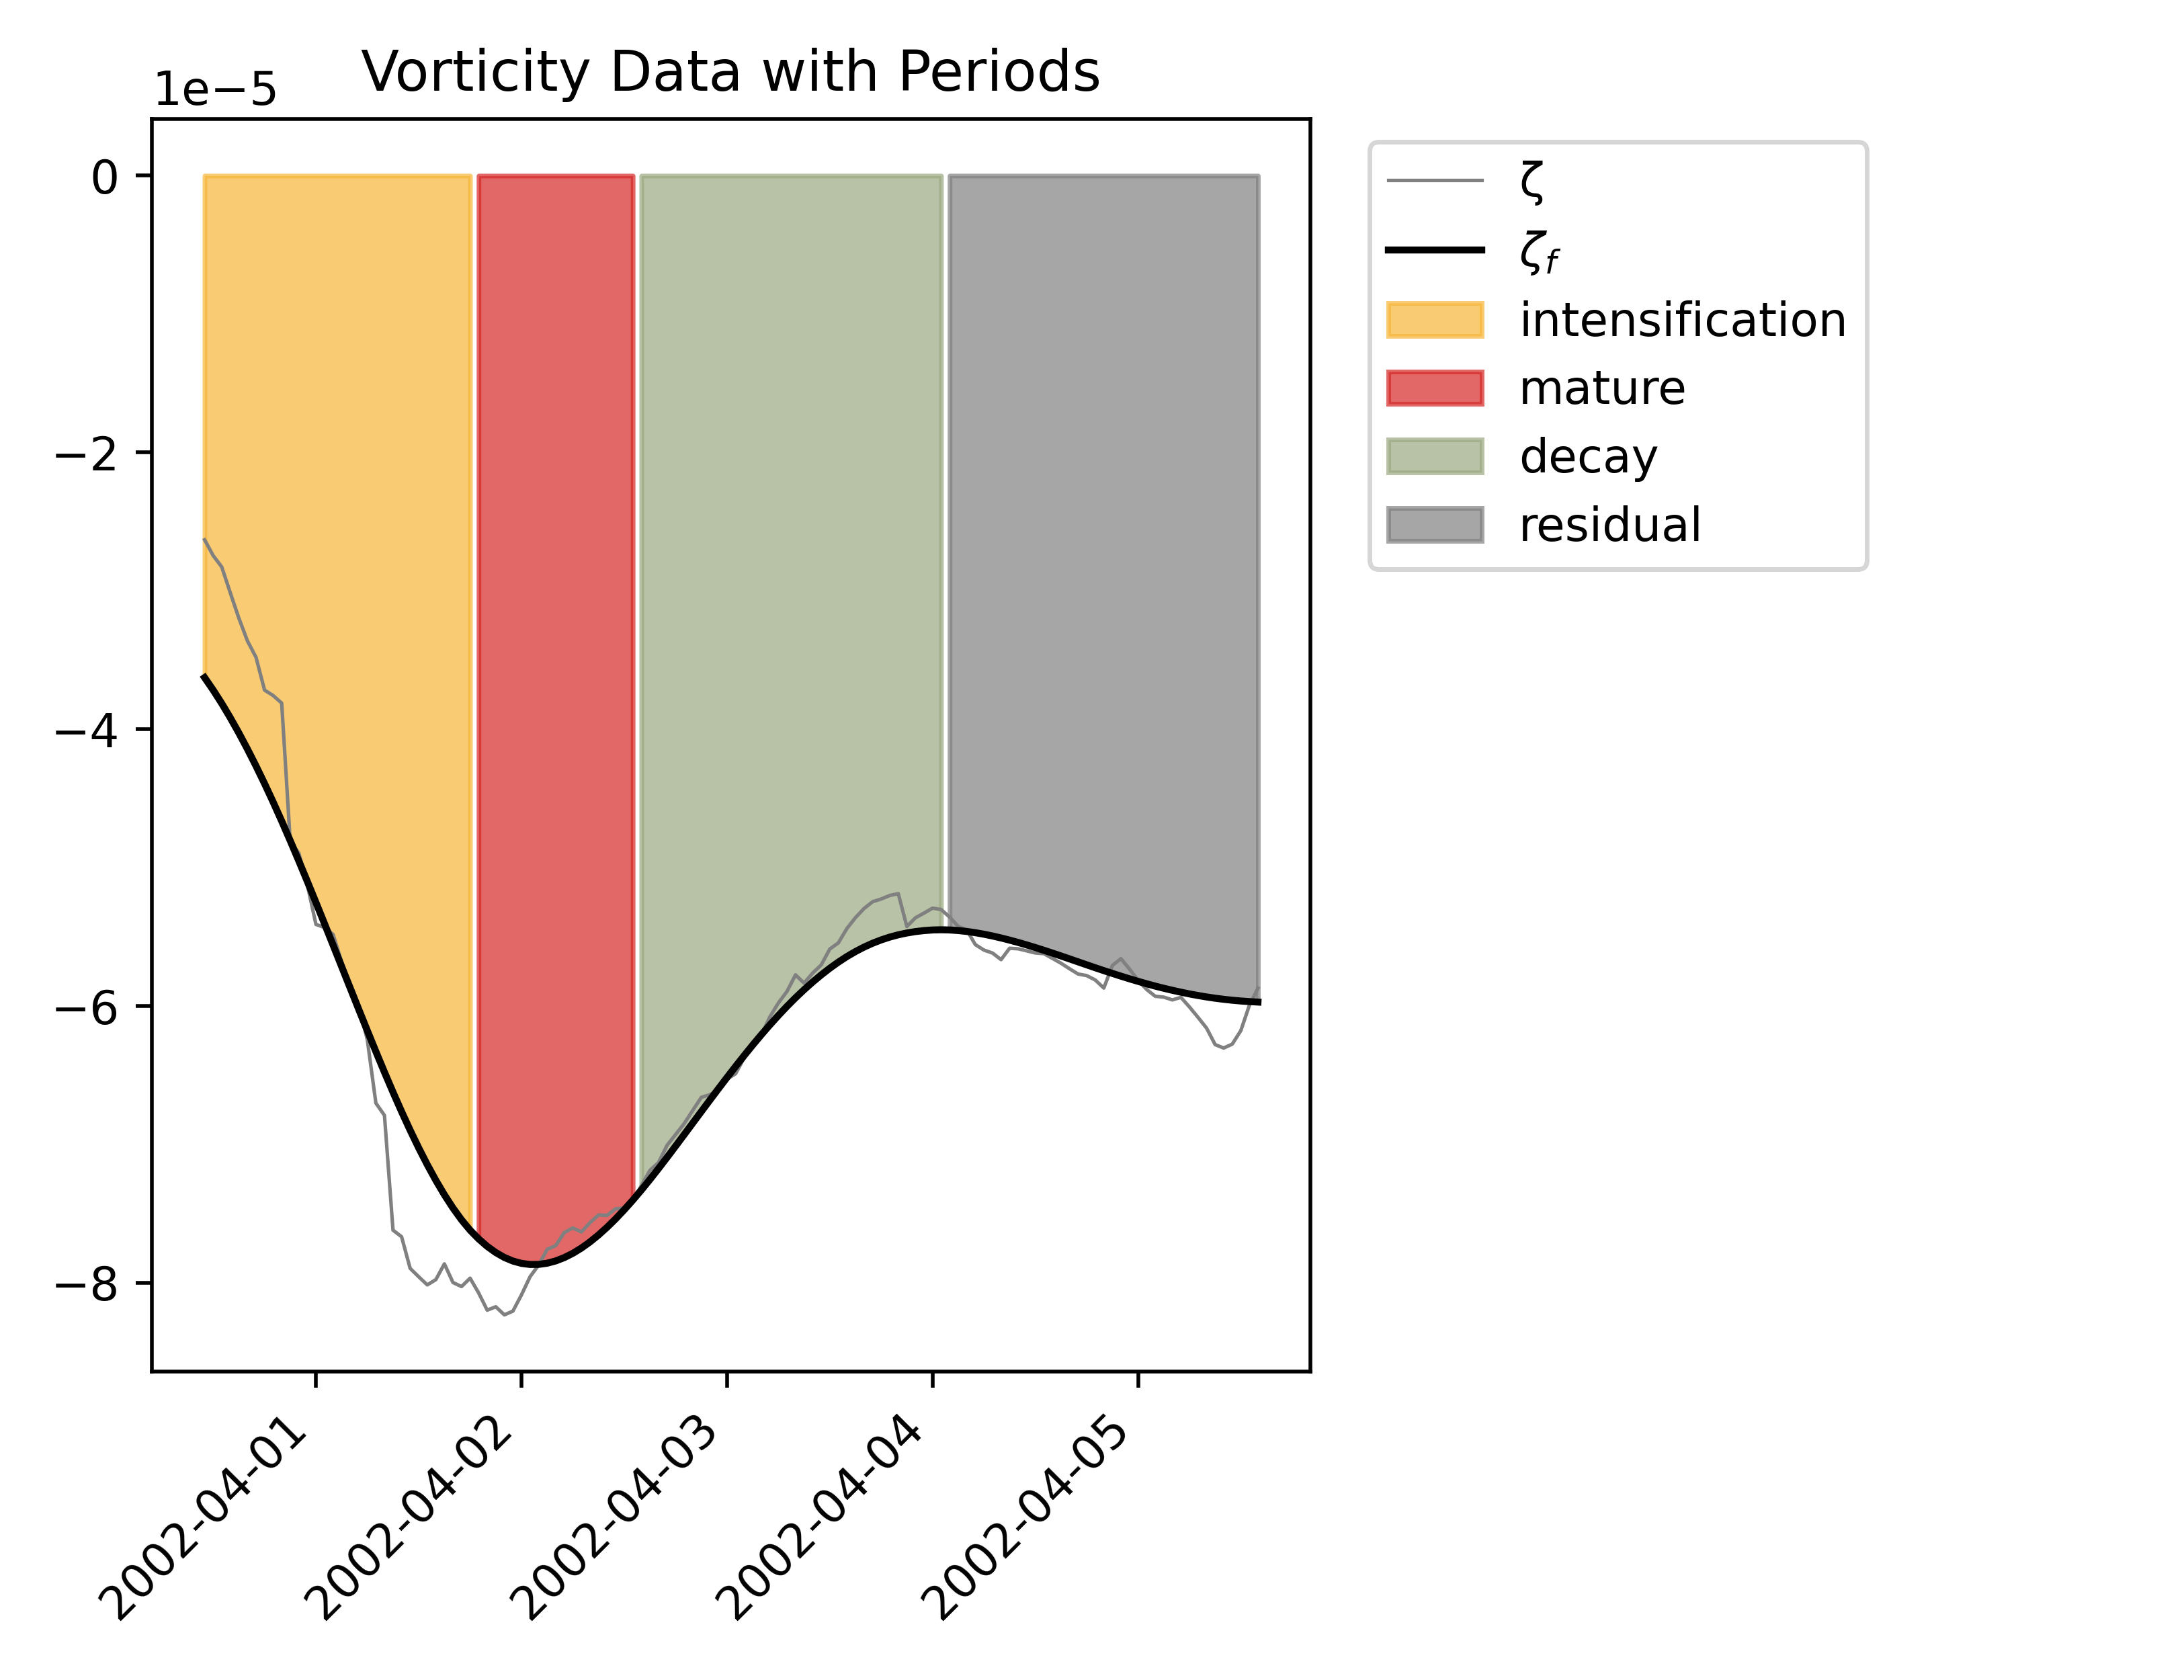 Vorticity Data with Periods
1e−5
0
−2
−4
−6
−8
2002-04-01
2002-04-02
2002-04-03
2002-04-04
2002-04-05
ζ
ζf
intensification
mature
decay
residual